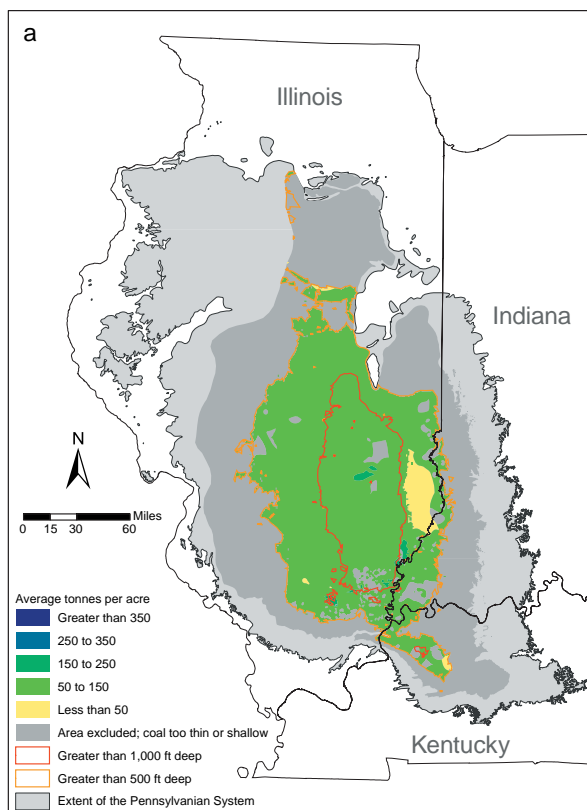 a
Illinois
Indiana
N
Miles
0 15 30 60
Average tonnes per acre
Greater than 350
250 to 350
150 to 250
50 to 150
Less than 50
Area excluded; coal too thin or shallow
Greater than 1,000 ft deep
Greater than 500 ft deep
Extent of the Pennsylvanian System
Kentucky